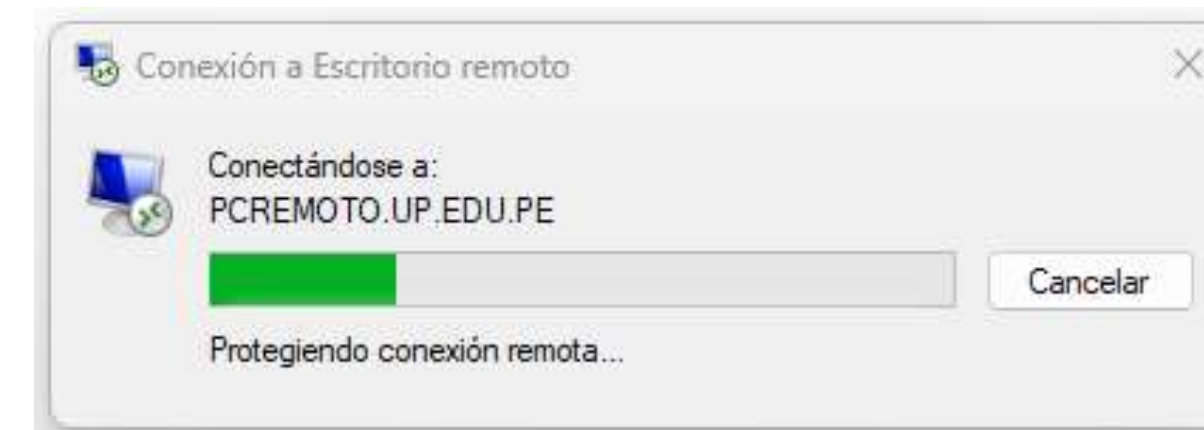 Conexión a Escritorio remoto
Conectándose a:
PCREMOTO.UP.EDU.PE
Cancelar
Protegiendo conexión remota...